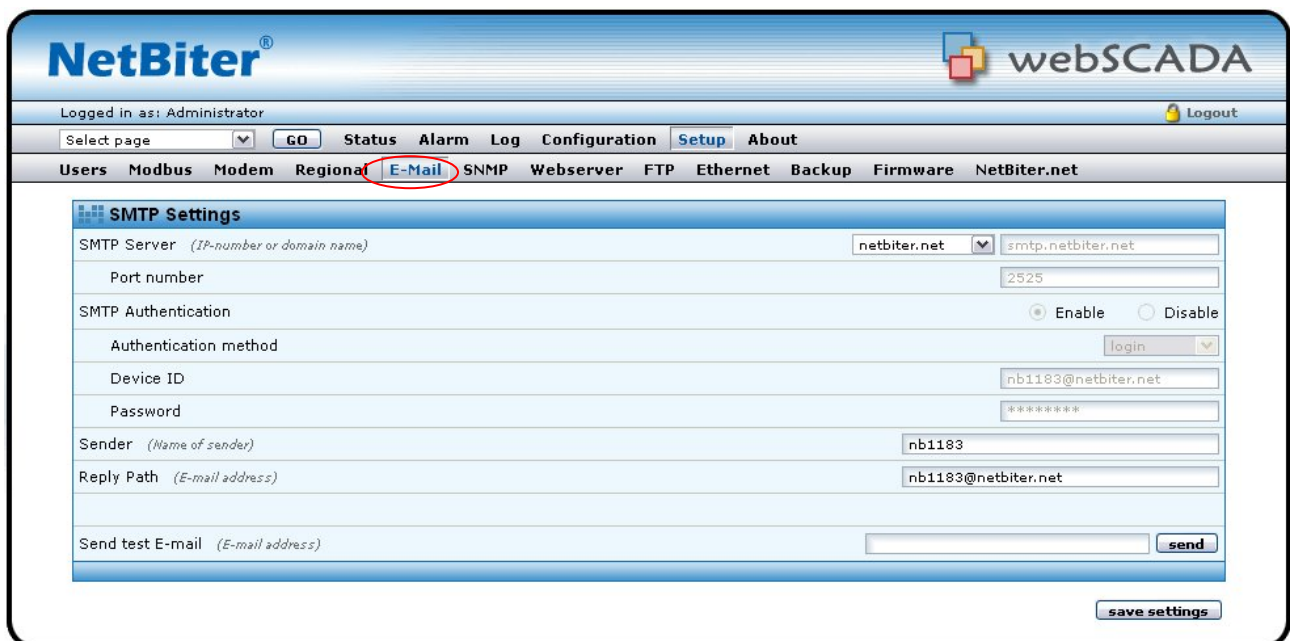 NetBiter®
webSCADA
Logged in as: Administrator
Logout
Select page GO Status Alarm Log Configuration Setup About
Users Modbus Modem Regional E-Mail SNMP Webserver FTP Ethernet Backup Firmware NetBiter.net
SMTP Settings
SMTP Server (IP-number or domain name) netbiter.net smtp.netbiter.net
Port number 2525
SMTP Authentication Enable Disable
Authentication method login
Device ID nb1183@netbiter.net
Password ********
Sender (Name of sender) nb1183
Reply Path (E-mail address) nb1183@netbiter.net
Send test E-mail (E-mail address) send
save settings